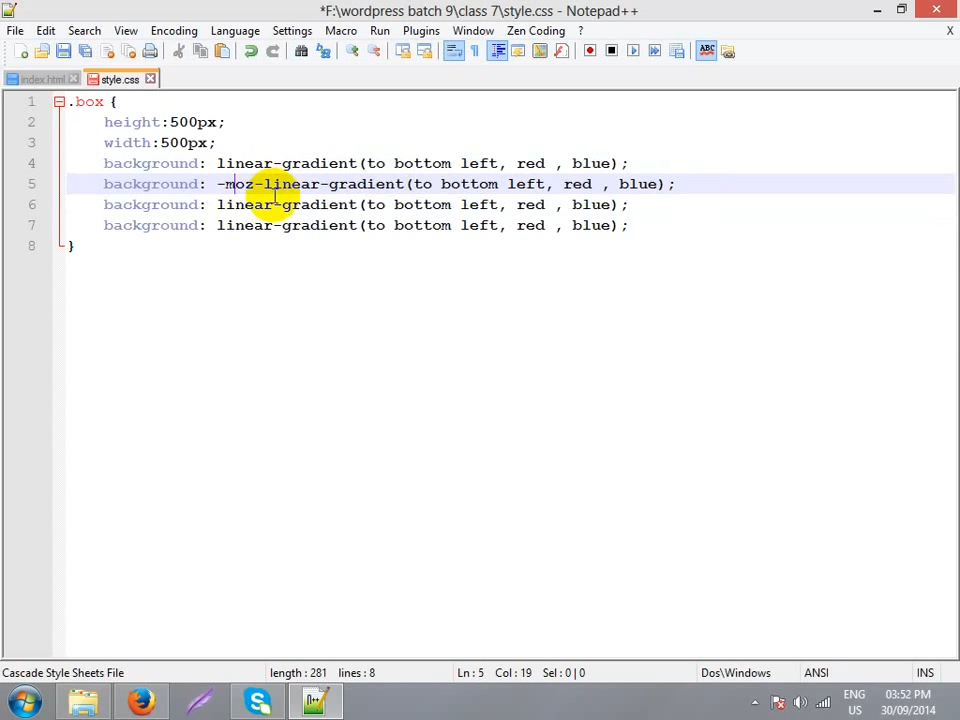 *F:\wordpress batch 9\class 7\style.css - Notepad++
File Edit Search View Encoding Language Settings Macro Run Plugins Window Zen Coding ? X
index.html style.css
1 .box {
2 height:500px;
3 width:500px;
4 background: linear-gradient(to bottom left, red , blue);
5 background: -moz-linear-gradient(to bottom left, red , blue);
6 background: linear-gradient(to bottom left, red , blue);
7 background: linear-gradient(to bottom left, red , blue);
8 }
Cascade Style Sheets File length : 281 lines : 8 Ln : 5 Col : 19 Sel : 0 | 0 Dos\Windows ANSI INS
ENG 03:52 PM
US 30/09/2014